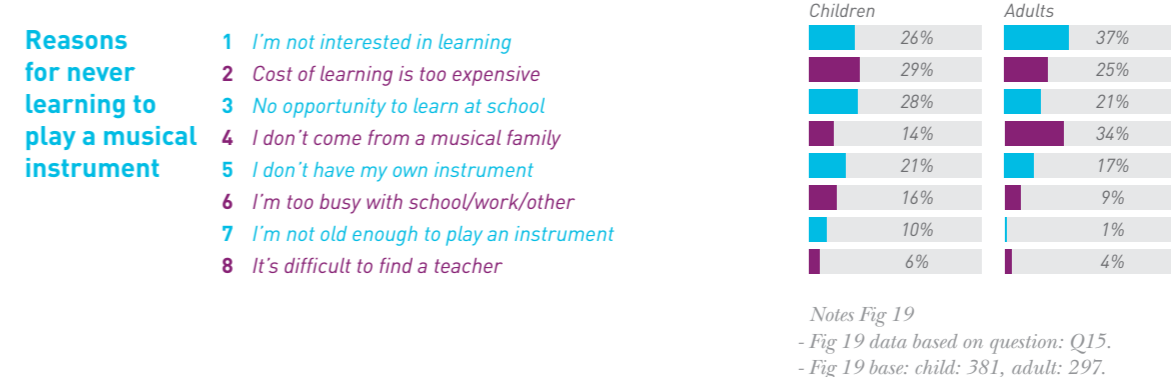 Children Adults
Reasons
for never
learning to
play a musical
instrument
1 I'm not interested in learning 26% 37%
2 Cost of learning is too expensive 29% 25%
3 No opportunity to learn at school 28% 21%
4 I don't come from a musical family 14% 34%
5 I don't have my own instrument 21% 17%
6 I'm too busy with school/work/other 16% 9%
7 I'm not old enough to play an instrument 10% 1%
8 It's difficult to find a teacher 6% 4%
Notes Fig 19
- Fig 19 data based on question: Q15.
- Fig 19 base: child: 381, adult: 297.